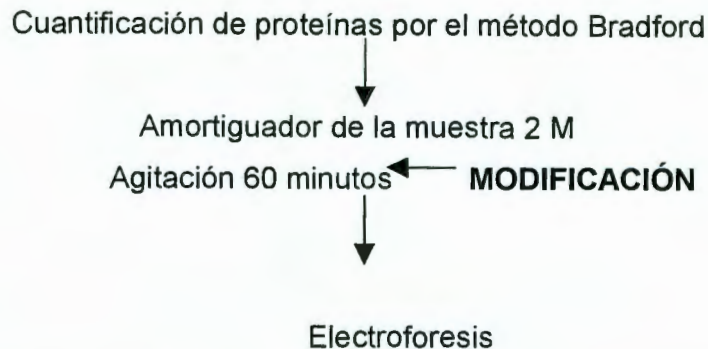 Cuantificación de proteínas por el método Bradford
Amortiguador de la muestra 2 M
Agitación 60 minutos MODIFICACIÓN
Electroforesis